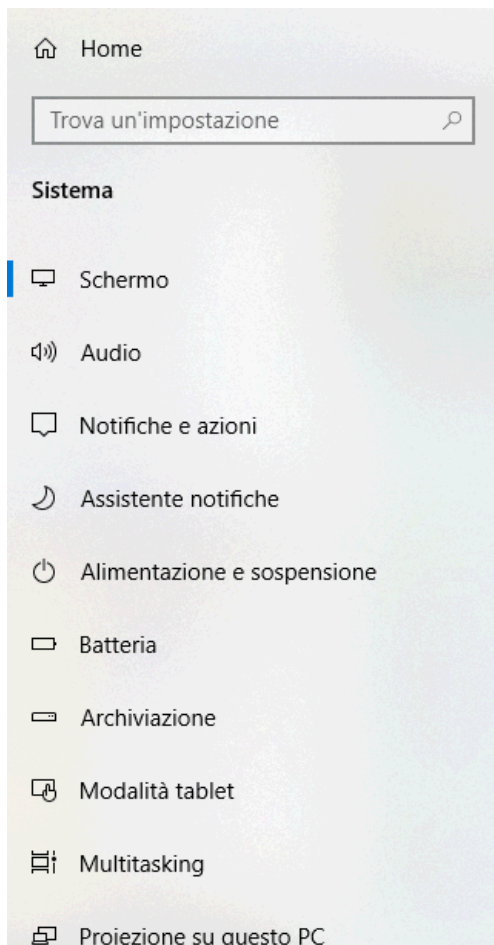 Home
Trova un'impostazione
Sistema
Schermo
Audio
Notifiche e azioni
Assistente notifiche
Alimentazione e sospensione
Batteria
Archiviazione
Modalità tablet
Multitasking
Proiezione su questo PC